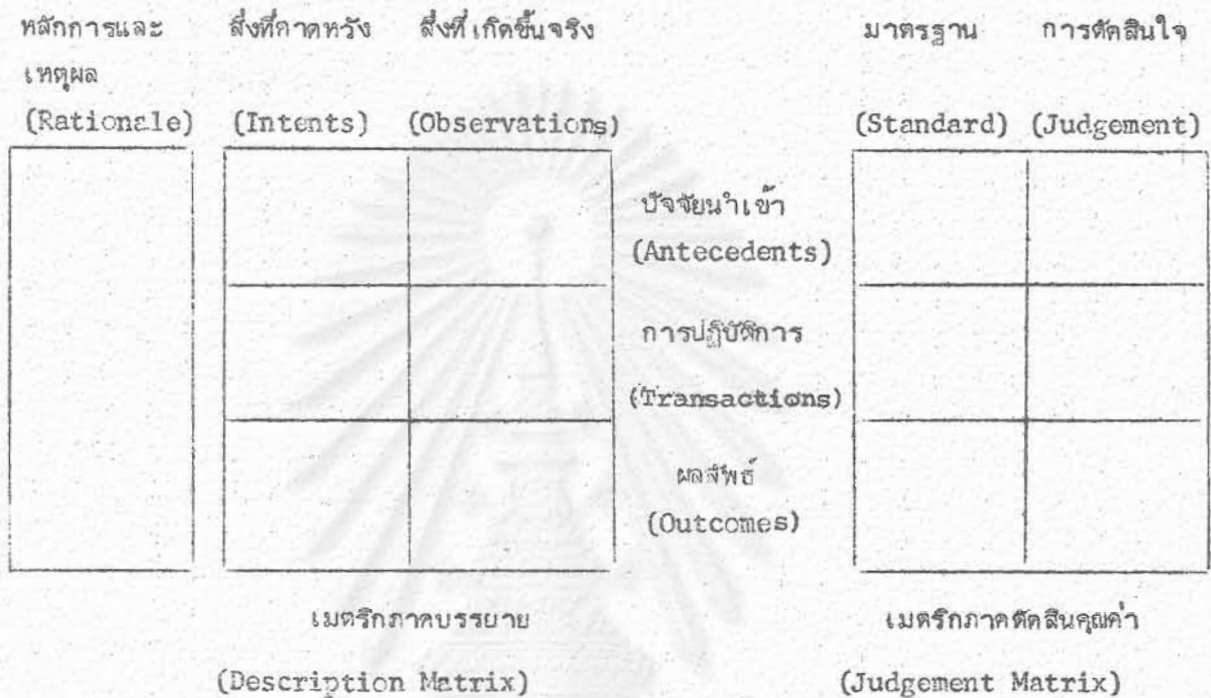 หลักการและ สิ่งที่คาดหวัง สิ่งที่เกิดขึ้นจริง มาตรฐาน การตัดสินใจ
เหตุผล
(Rationale) (Intents) (Observations) (Standard) (Judgement)
ปัจจัยนำเข้า
(Antecedents)
การปฏิบัติการ
(Transactions)
ผลลัพธ์
(Outcomes)
เมตริกภาคบรรยาย เมตริกภาคตัดสินคุณค่า
(Description Matrix) (Judgement Matrix)